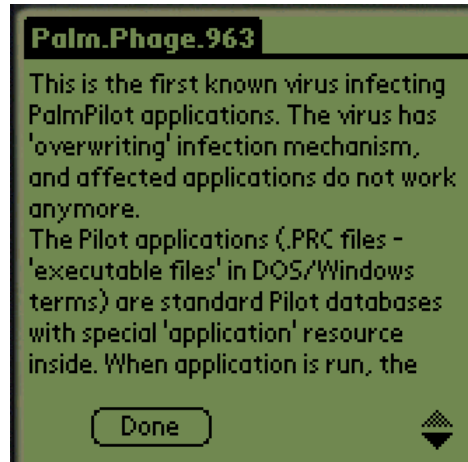 Palm.Phage.963
This is the first known virus infecting
PalmPilot applications. The virus has
'overwriting' infection mechanism,
and affected applications do not work
anymore.
The Pilot applications (.PRC files -
'executable files' in DOS/Windows
terms) are standard Pilot databases
with special 'application' resource
inside. When application is run, the
Done